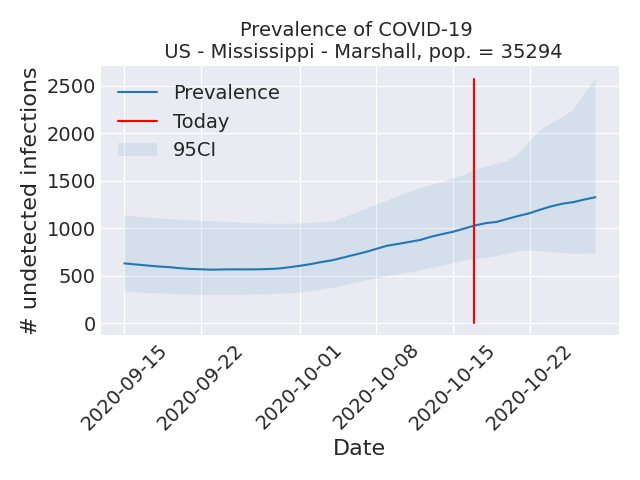 Prevalence of COVID-19
US - Mississippi - Marshall, pop. = 35294
# undetected infections
2500
2000
1500
1000
500
0
Prevalence
Today
95CI
2020-09-15
2020-09-22
2020-10-01
2020-10-08
2020-10-15
2020-10-22
Date